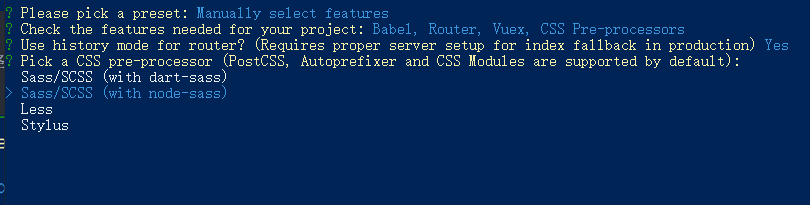 ? Please pick a preset: Manually select features
? Check the features needed for your project: Babel, Router, Vuex, CSS Pre-processors
? Use history mode for router? (Requires proper server setup for index fallback in production) Yes
? Pick a CSS pre-processor (PostCSS, Autoprefixer and CSS Modules are supported by default):
Sass/SCSS (with dart-sass)
> Sass/SCSS (with node-sass)
Less
Stylus